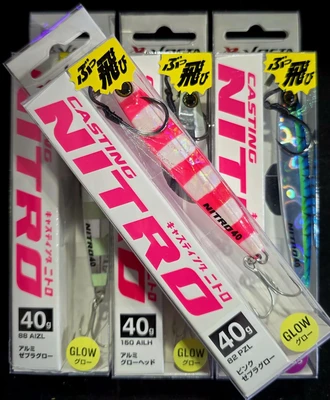 ぶっ飛び
CASTING
NITRO
キャスティング ニトロ
NITRO40
40g
82 PZL
ピンク
ゼブラグロー
GLOW
グロー
ぶっ飛び
NITRO40
40g
88 AIZL
アルミ
ゼブラグロー
GLOW
グロー
40g
150 AILH
アルミ
グローヘッド
GLOW
グロー
ぶっ飛び